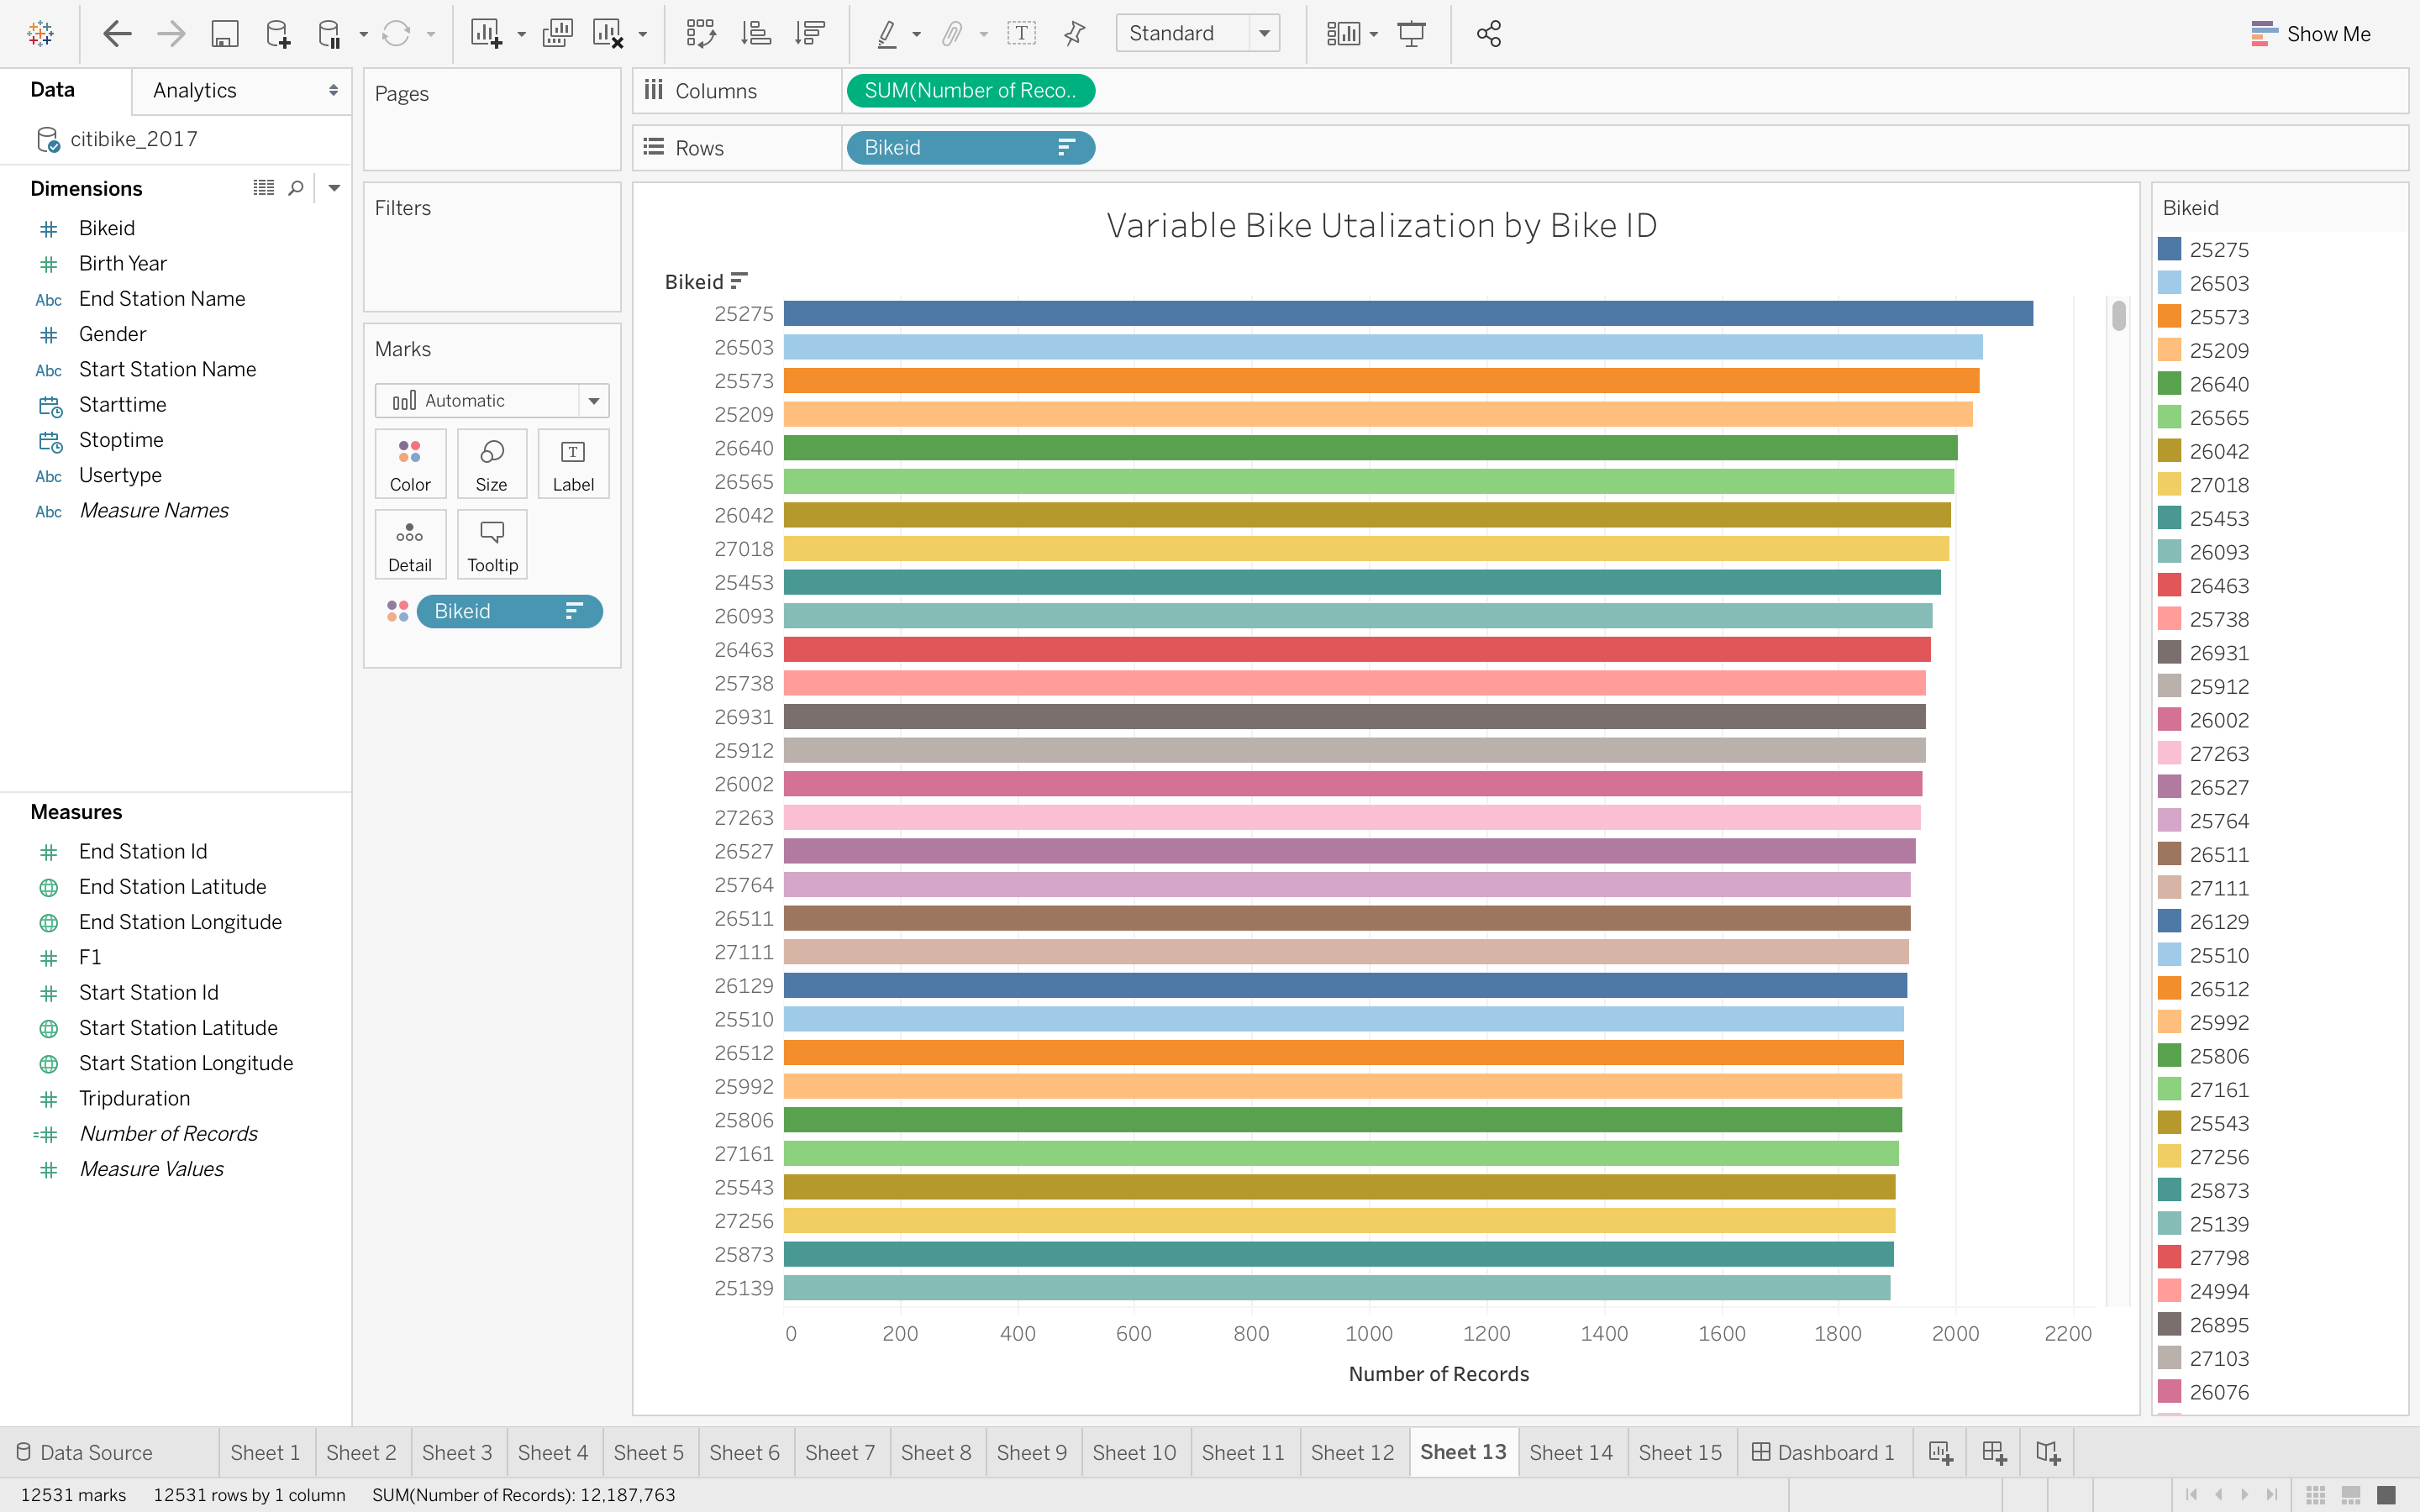 Standard
Show Me
Data
Analytics
citibike_2017
Dimensions
Bikeid
Birth Year
Abc End Station Name
Gender
Abc Start Station Name
Starttime
Stoptime
Abc Usertype
Abc Measure Names
Measures
End Station Id
End Station Latitude
End Station Longitude
F1
Start Station Id
Start Station Latitude
Start Station Longitude
Tripduration
Number of Records
Measure Values
Pages
Filters
Marks
Automatic
Color Size Label
Detail Tooltip
Bikeid
Columns SUM(Number of Reco..
Rows Bikeid
Variable Bike Utalization by Bike ID
Bikeid
25275
26503
25573
25209
26640
26565
26042
27018
25453
26093
26463
25738
26931
25912
26002
27263
26527
25764
26511
27111
26129
25510
26512
25992
25806
27161
25543
27256
25873
25139
0 200 400 600 800 1000 1200 1400 1600 1800 2000 2200
Number of Records
Bikeid
25275
26503
25573
25209
26640
26565
26042
27018
25453
26093
26463
25738
26931
25912
26002
27263
26527
25764
26511
27111
26129
25510
26512
25992
25806
27161
25543
27256
25873
25139
27798
24994
26895
27103
26076
Data Source Sheet 1 Sheet 2 Sheet 3 Sheet 4 Sheet 5 Sheet 6 Sheet 7 Sheet 8 Sheet 9 Sheet 10 Sheet 11 Sheet 12 Sheet 13 Sheet 14 Sheet 15 Dashboard 1
12531 marks 12531 rows by 1 column SUM(Number of Records): 12,187,763